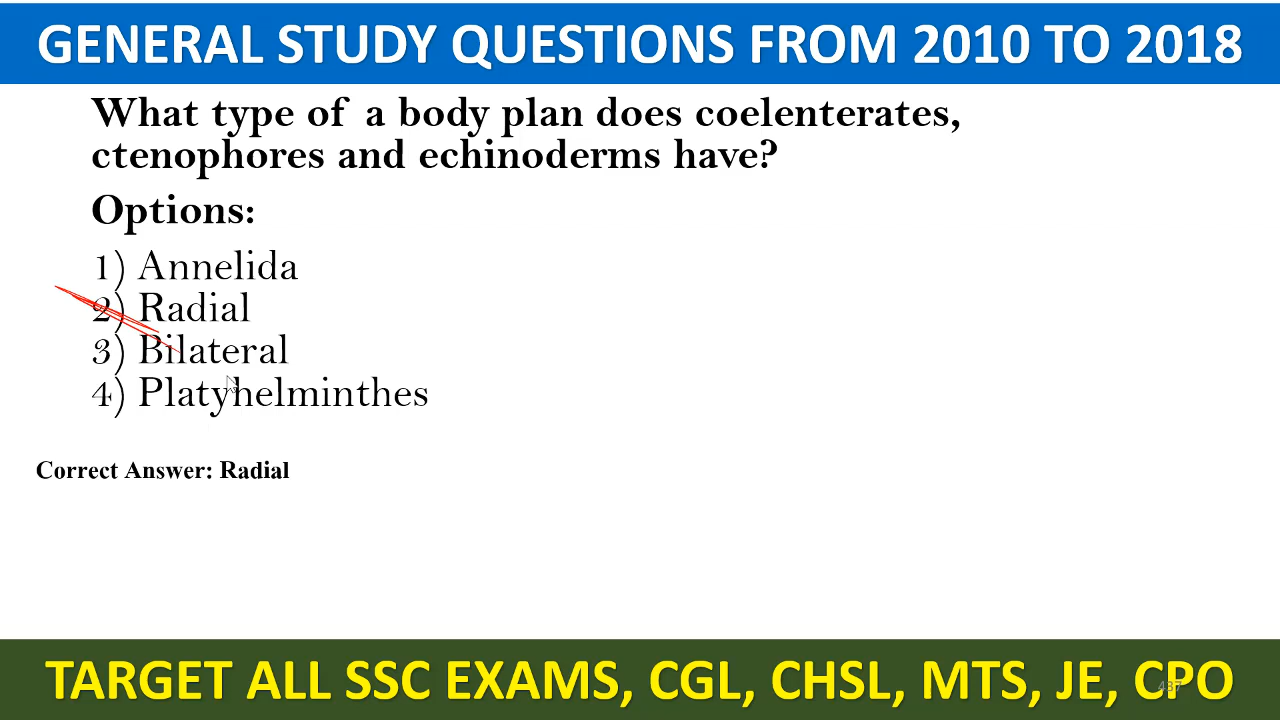 GENERAL STUDY QUESTIONS FROM 2010 TO 2018
What type of a body plan does coelenterates,
ctenophores and echinoderms have?
Options:
1) Annelida
2) Radial
3) Bilateral
4) Platyhelminthes
Correct Answer: Radial
TARGET ALL SSC EXAMS, CGL, CHSL, MTS, JE, CPO
437